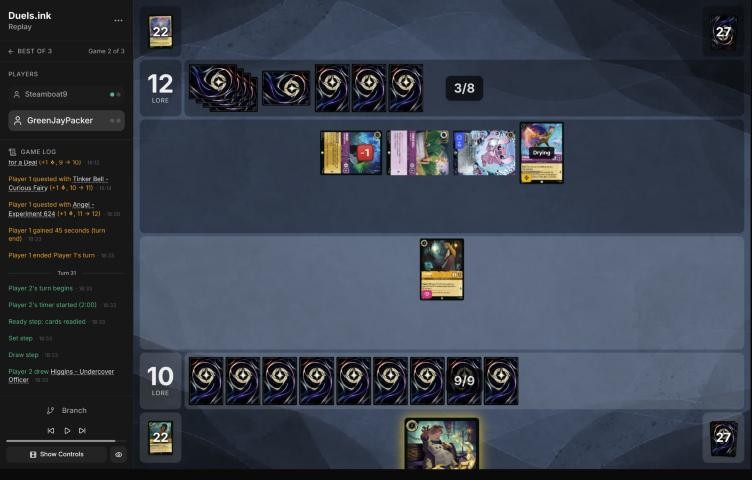 Duels.ink
Replay
← BEST OF 3
Game 2 of 3
PLAYERS
Steamboat9
GreenJayPacker
GAME LOG
for a Deal (+1 ♦, 9 → 10) · 16:12
Player 1 quested with Tinker Bell -
Curious Fairy (+1 ♦, 10 → 11) · 16:14
Player 1 quested with Angel -
Experiment 624 (+1 ♦, 11 → 12) ·
Player 1 gained 45 seconds (turn
end) · 16:33
Player 1 ended Player 1's turn · 16:33
Turn 31
Player 2's turn begins · 16:33
Player 2's timer started (2:00) · 16:33
Ready step: cards readied · 16:33
Set step · 16:33
Draw step · 16:33
Player 2 drew Higgins - Undercover
Officer · 16:33
Branch
Show Controls
22
27
12
LORE
3/8
-1
Drying
10
LORE
9/9
22
27